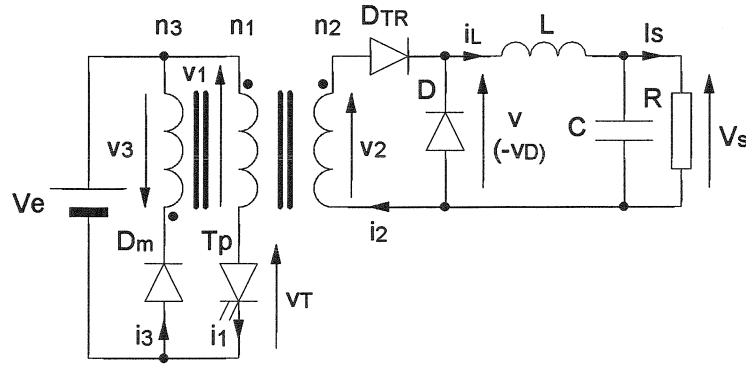 n3 n1 n2 DTR iL L Is
v1
D
R
v3 v2 v C Vs
(-vD)
Ve
Dm Tp i2
vT
i3 i1